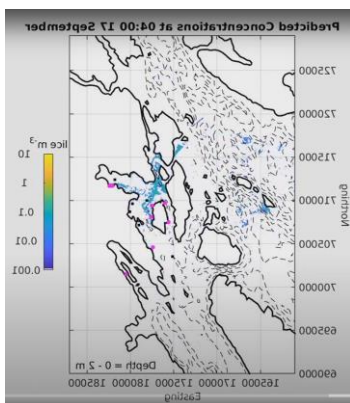 Predicted Concentrations at 04:00 17 September
725000
720000
715000
710000
705000
700000
695000
690000
Northing
lice m-3
10
1
0.1
0.01
0.001
Depth = 0 - 2 m
185000 180000 175000 170000 165000
Easting